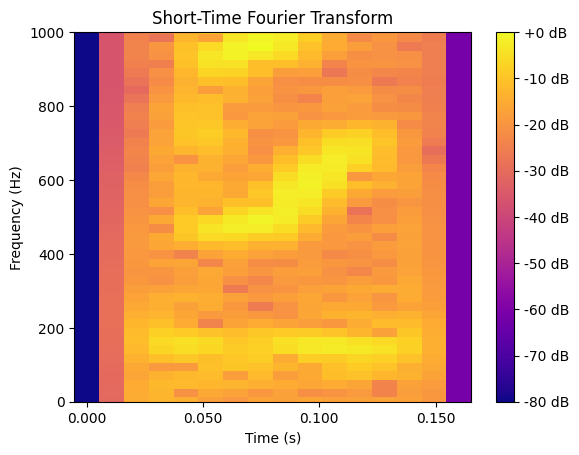 Short-Time Fourier Transform
1000
800
600
400
200
0
Frequency (Hz)
0.000
0.050
0.100
0.150
Time (s)
+0 dB
-10 dB
-20 dB
-30 dB
-40 dB
-50 dB
-60 dB
-70 dB
-80 dB